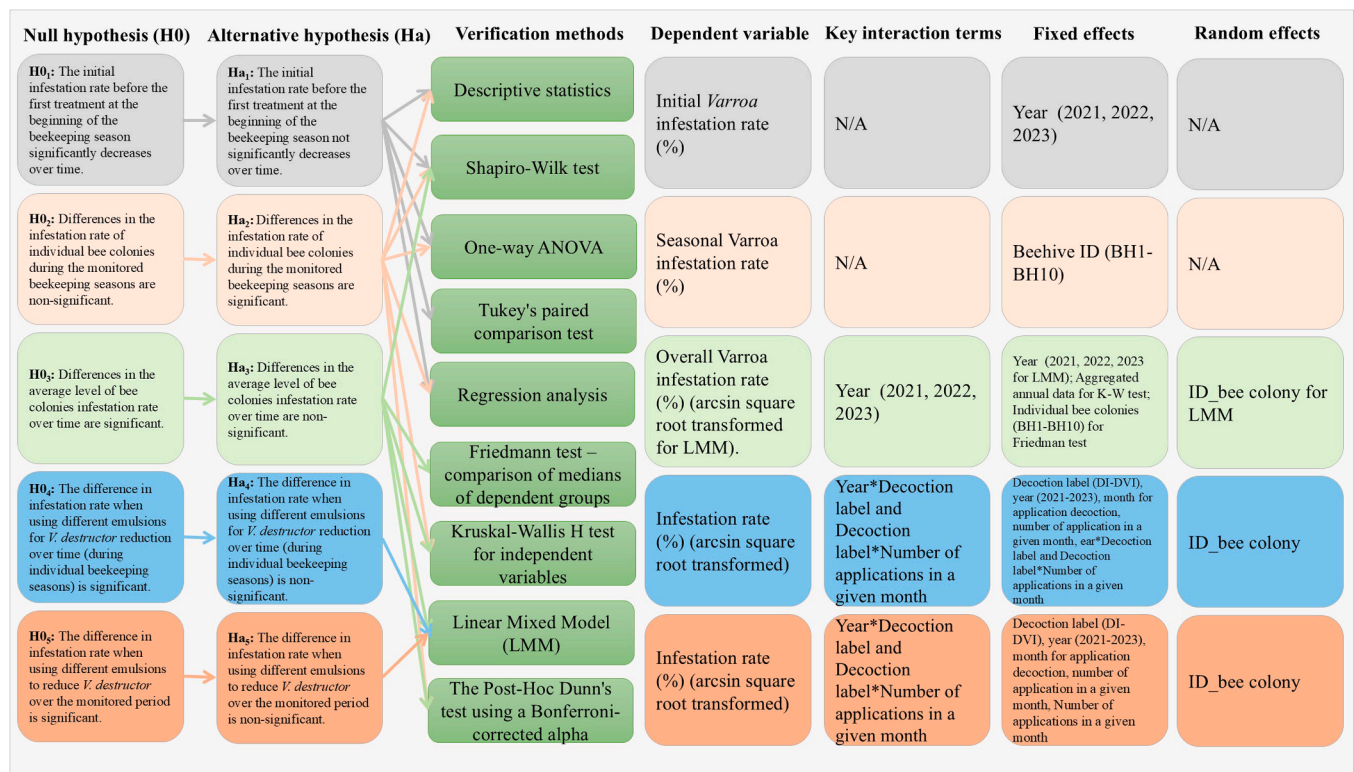 Null hypothesis (H0)
Alternative hypothesis (Ha)
Verification methods
Dependent variable
Key interaction terms
Fixed effects
Random effects
H0₁: The initial
infestation rate before the
first treatment at the
beginning of the
beekeeping season
significantly decreases
over time.
Ha₁: The initial
infestation rate before the
first treatment at the
beginning of the
beekeeping season not
significantly decreases
over time.
H0₂: Differences in the
infestation rate of
individual bee colonies
during the monitored
beekeeping seasons are
non-significant.
Ha₂: Differences in the
infestation rate of
individual bee colonies
during the monitored
beekeeping seasons are
significant.
H0₃: Differences in the
average level of bee
colonies infestation rate
over time are significant.
Ha₃: Differences in the
average level of bee
colonies infestation rate
over time are non-
significant.
H0₄: The difference in
infestation rate when
using different emulsions
for V. destructor reduction
over time (during
individual beekeeping
seasons) is significant.
Ha₄: The difference in
infestation rate when
using different emulsions
for V. destructor reduction
over time (during
individual beekeeping
seasons) is non-
significant.
H0₅: The difference in
infestation rate when
using different emulsions
to reduce V. destructor
over the monitored period
is significant.
Ha₅: The difference in
infestation rate when
using different emulsions
to reduce V. destructor
over the monitored period
is non-significant.
Descriptive statistics
Shapiro-Wilk test
One-way ANOVA
Tukey's paired
comparison test
Regression analysis
Friedmann test –
comparison of medians
of dependent groups
Kruskal-Wallis H test
for independent
variables
Linear Mixed Model
(LMM)
The Post-Hoc Dunn's
test using a Bonferroni-
corrected alpha
Initial Varroa
infestation rate
(%)
N/A
Year (2021, 2022,
2023)
N/A
Seasonal Varroa
infestation rate
(%)
N/A
Beehive ID (BH1-
BH10)
N/A
Overall Varroa
infestation rate
(%) (arcsin square
root transformed
for LMM).
Year (2021, 2022,
2023)
Year (2021, 2022, 2023
for LMM); Aggregated
annual data for K-W test;
Individual bee colonies
(BH1-BH10) for
Friedman test
ID_bee colony for
LMM
Infestation rate
(%) (arcsin square
root transformed)
Year*Decoction
label and
Decoction
label*Number of
applications in a
given month
Decoction label (DI-DVI),
year (2021-2023), month for
application decoction,
number of application in a
given month, ear*Decoction
label and Decoction
label*Number of
applications in a given
month
ID_bee colony
Infestation rate
(%) (arcsin square
root transformed)
Year*Decoction
label and
Decoction
label*Number of
applications in a
given month
Decoction label (DI-
DVI), year (2021-2023),
month for application
decoction, number of
application in a given
month, Number of
applications in a given
month
ID_bee colony